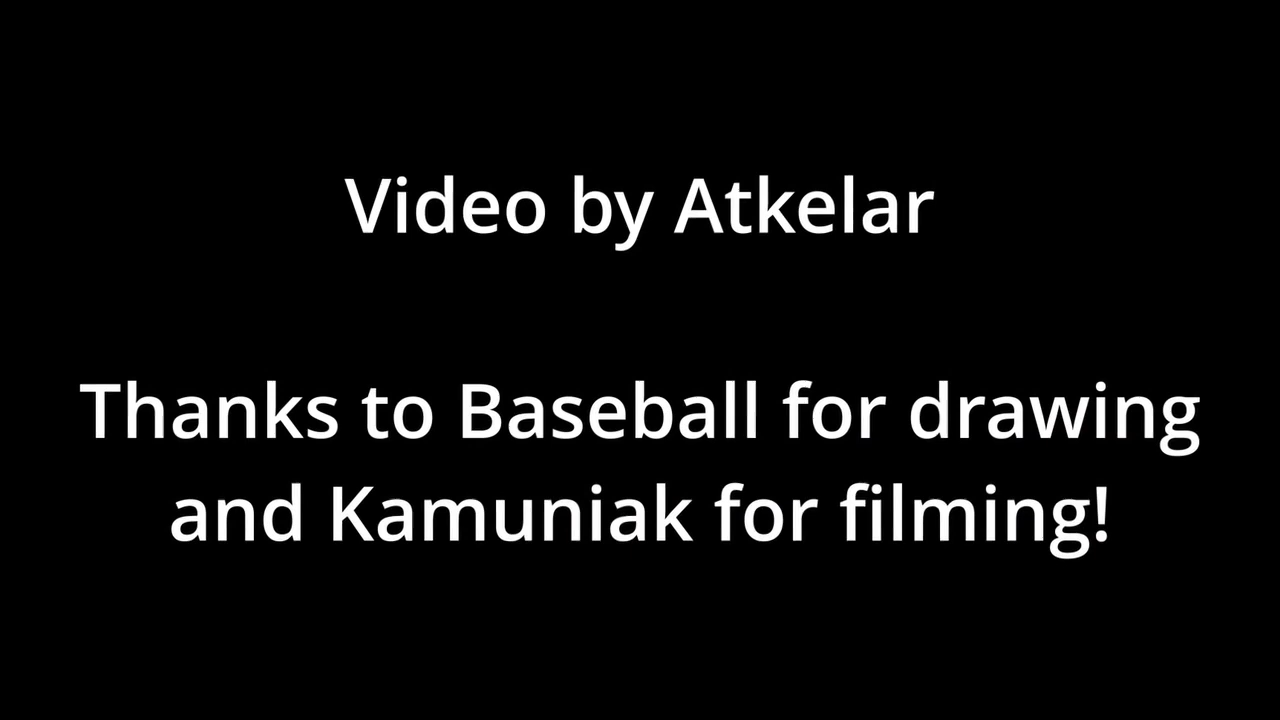 Video by Atkelar
Thanks to Baseball for drawing
and Kamuniak for filming!